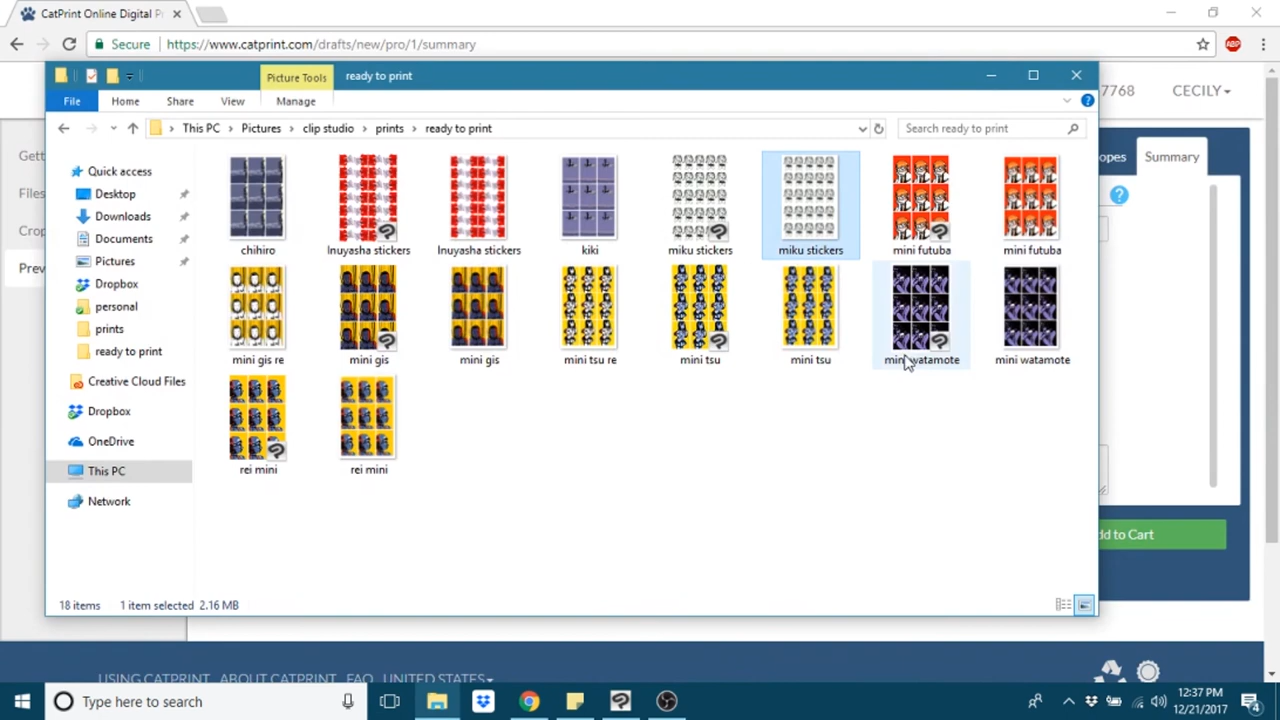 CatPrint Online Digital P
Secure
https://www.catprint.com/drafts/new/pro/1/summary
ABP
Picture Tools
ready to print
File
Home
Share
View
Manage
7768
CECILY
This PC
Pictures
clip studio
prints
ready to print
Search ready to print
Summary
opes
Files
Quick access
Desktop
Downloads
Documents
Pictures
Dropbox
personal
prints
ready to print
Creative Cloud Files
Dropbox
OneDrive
This PC
Network
chihiro
Inuyasha stickers
Inuyasha stickers
kiki
miku stickers
miku stickers
mini futuba
mini futuba
mini gis re
mini gis
mini gis
mini tsu re
mini tsu
mini tsu
mini watamote
mini watamote
rei mini
rei mini
dd to Cart
18 items
1 item selected
2.16 MB
USING CATPRINT
ABOUT CATPRINT
FAQ
UNITED STATES
Type here to search
12:37 PM
12/21/2017
4